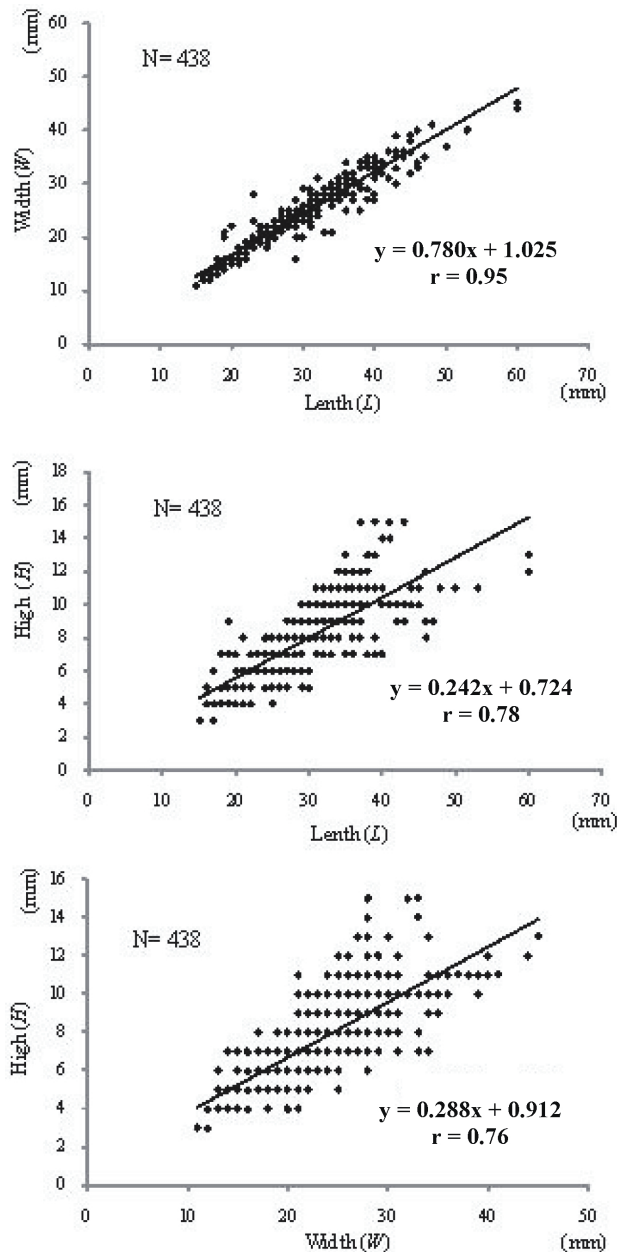 (mm)
60
50
40
30
20
10
0
Width (W)
N= 438
y = 0.780x + 1.025
r = 0.95
0 10 20 30 40 50 60 70
Lenth (L) (mm)
(mm)
18
16
14
12
10
8
6
4
2
0
High (H)
N= 438
y = 0.242x + 0.724
r = 0.78
0 10 20 30 40 50 60 70
Lenth (L) (mm)
(mm)
16
14
12
10
8
6
4
2
0
High (H)
N= 438
y = 0.288x + 0.912
r = 0.76
0 10 20 30 40 50
Width (W) (mm)